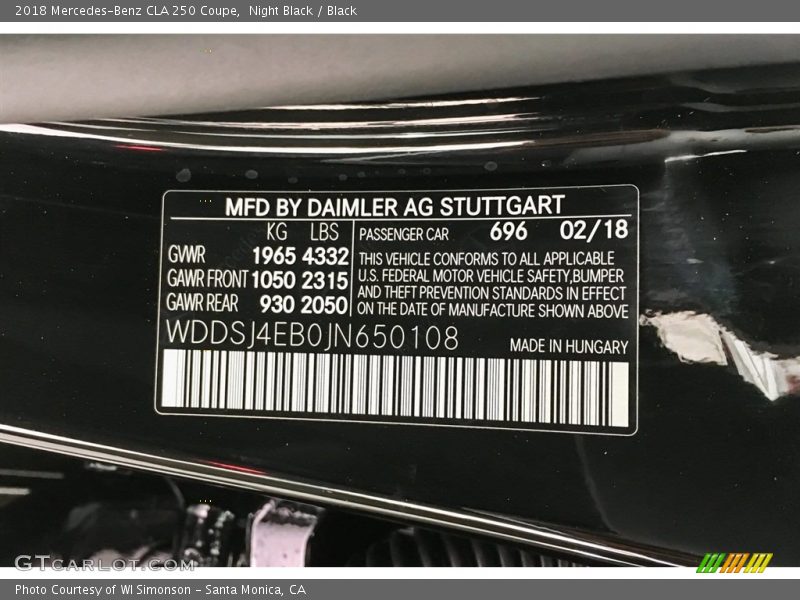 2018 Mercedes-Benz CLA 250 Coupe,  Night Black / Black
MFD BY DAIMLER AG STUTTGART
KG LBS
GWR 1965 4332
GAWR FRONT 1050 2315
GAWR REAR 930 2050
PASSENGER CAR 696 02/18
THIS VEHICLE CONFORMS TO ALL APPLICABLE
U.S. FEDERAL MOTOR VEHICLE SAFETY,BUMPER
AND THEFT PREVENTION STANDARDS IN EFFECT
ON THE DATE OF MANUFACTURE SHOWN ABOVE
WDDSJ4EB0JN650108
MADE IN HUNGARY
GTCARLOT.COM
Photo Courtesy of WI Simonson - Santa Monica, CA